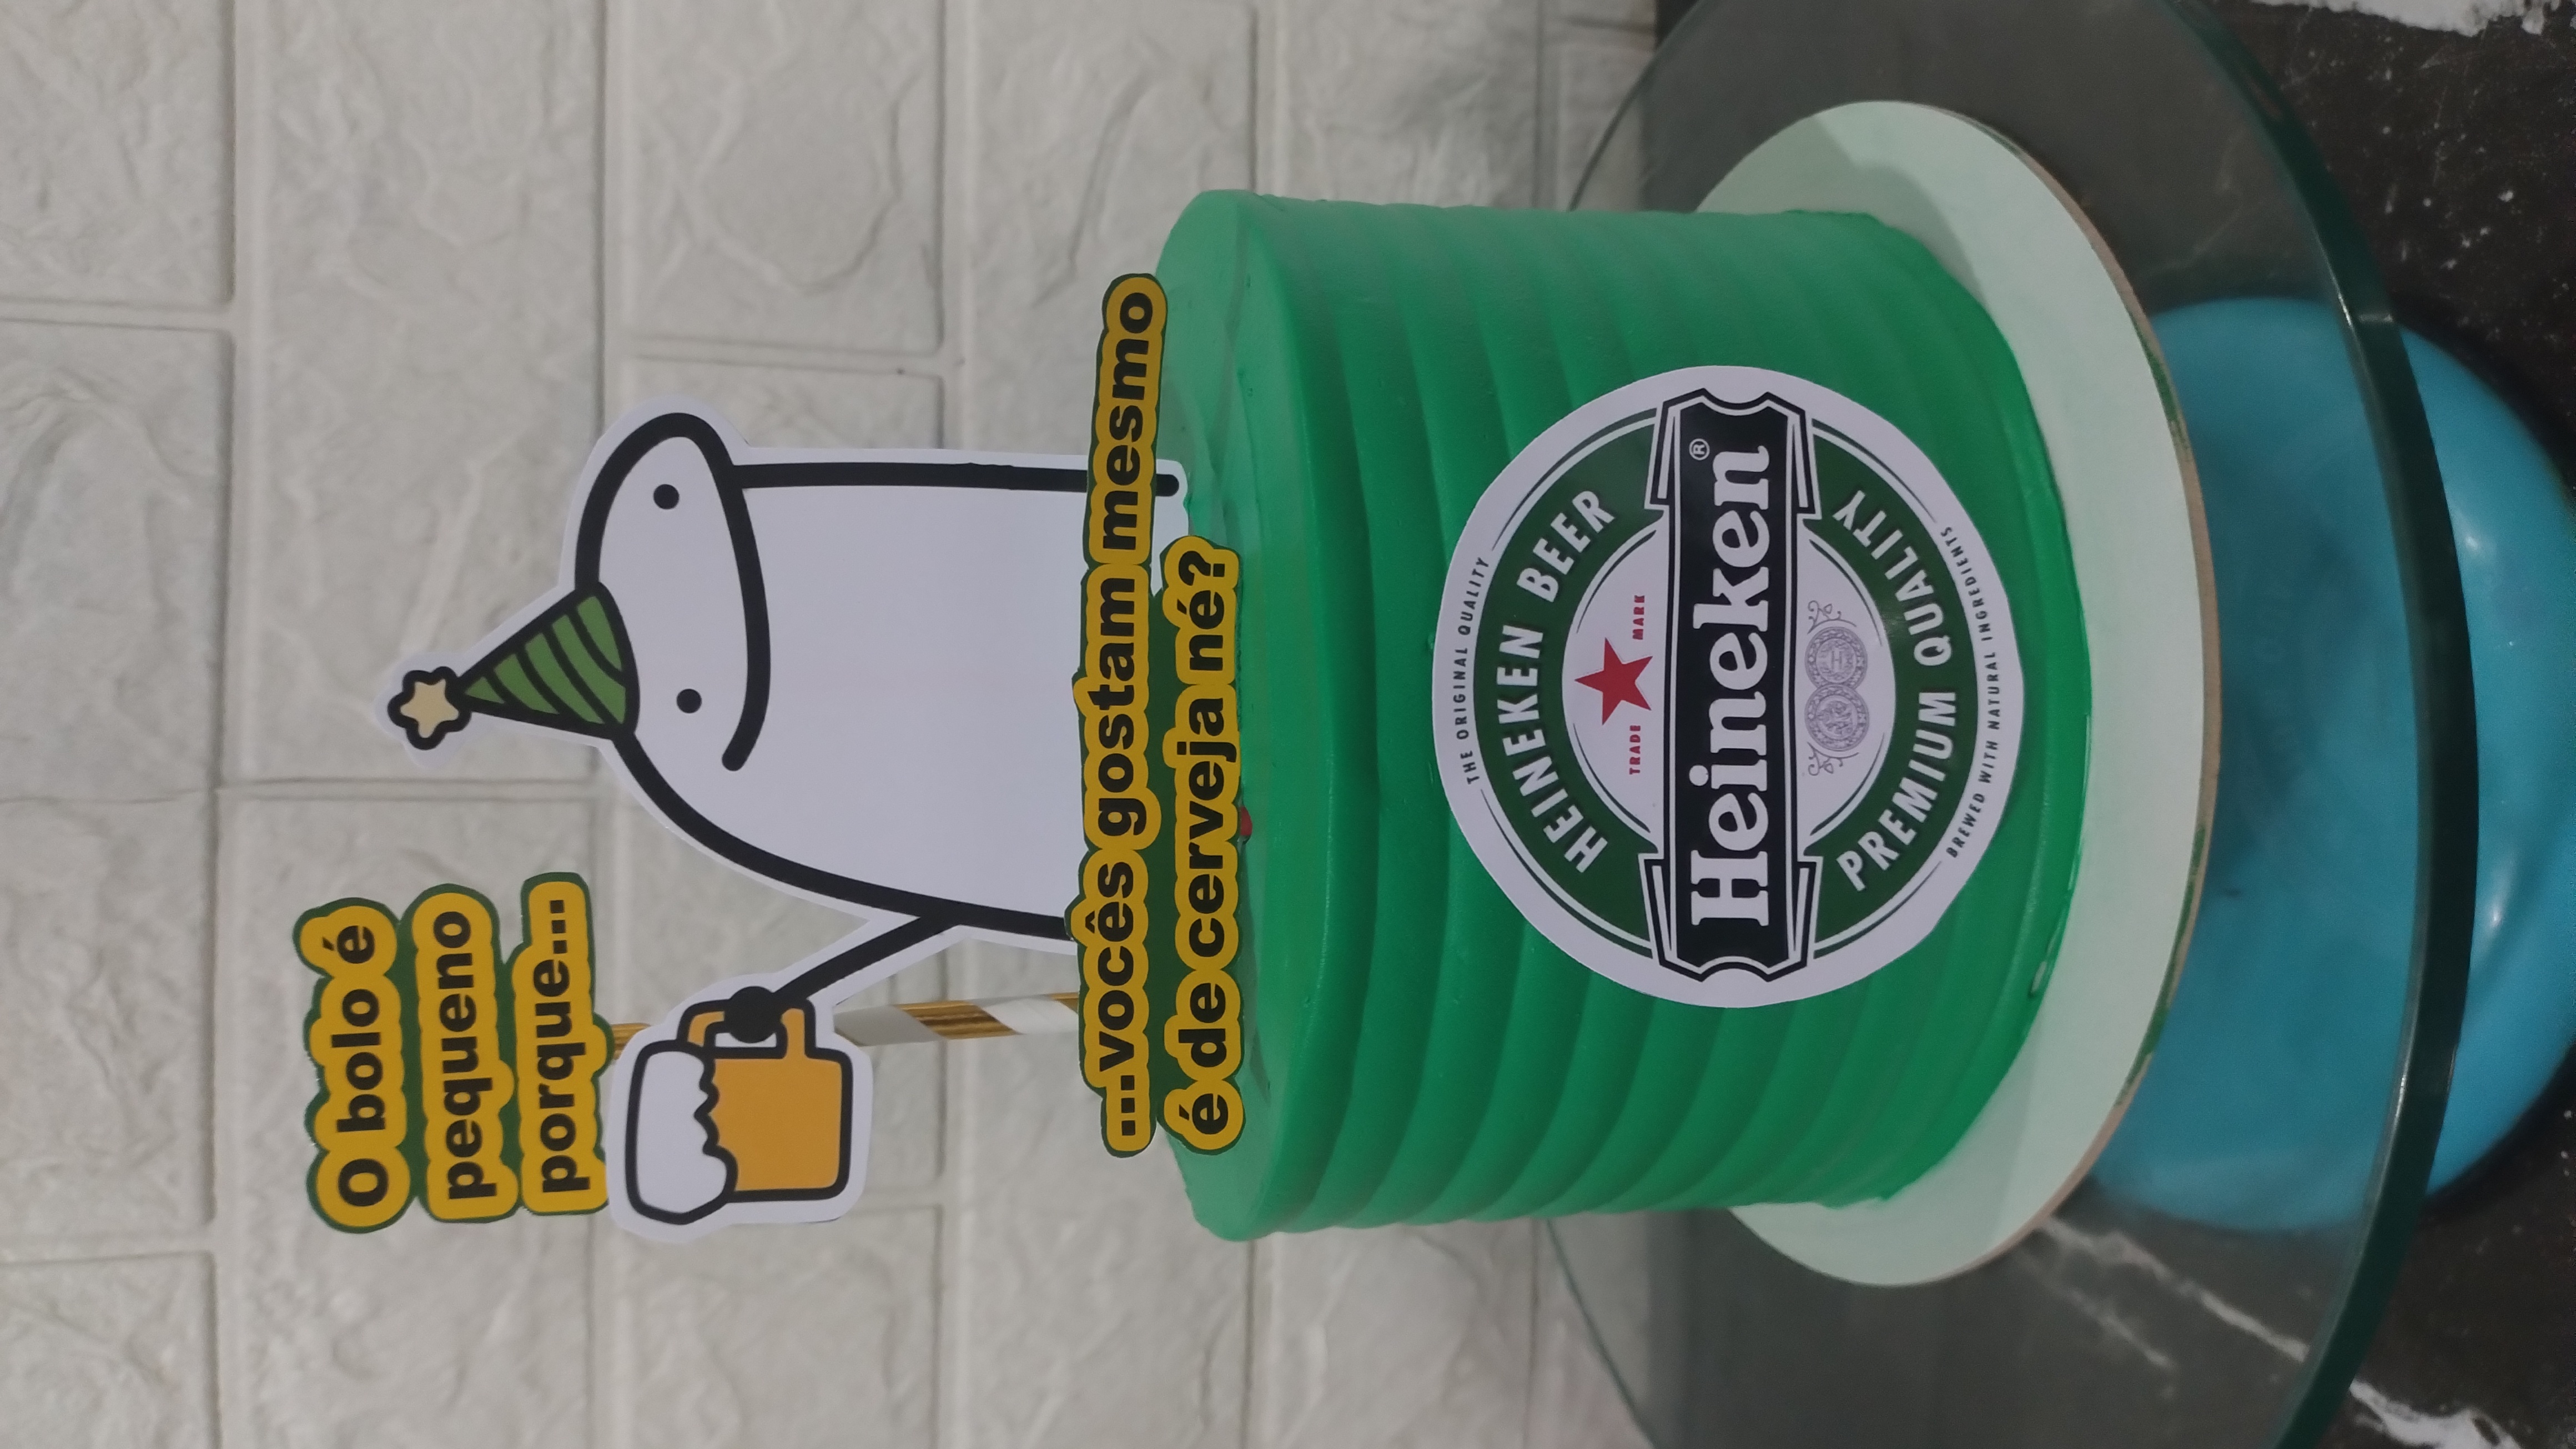 O bolo é
pequeno
porque...
...vocês gostam mesmo
é de cerveja né?
THE ORIGINAL QUALITY
HEINEKEN BEER
TRADE MARK
Heineken®
PREMIUM QUALITY
BREWED WITH NATURAL INGREDIENTS